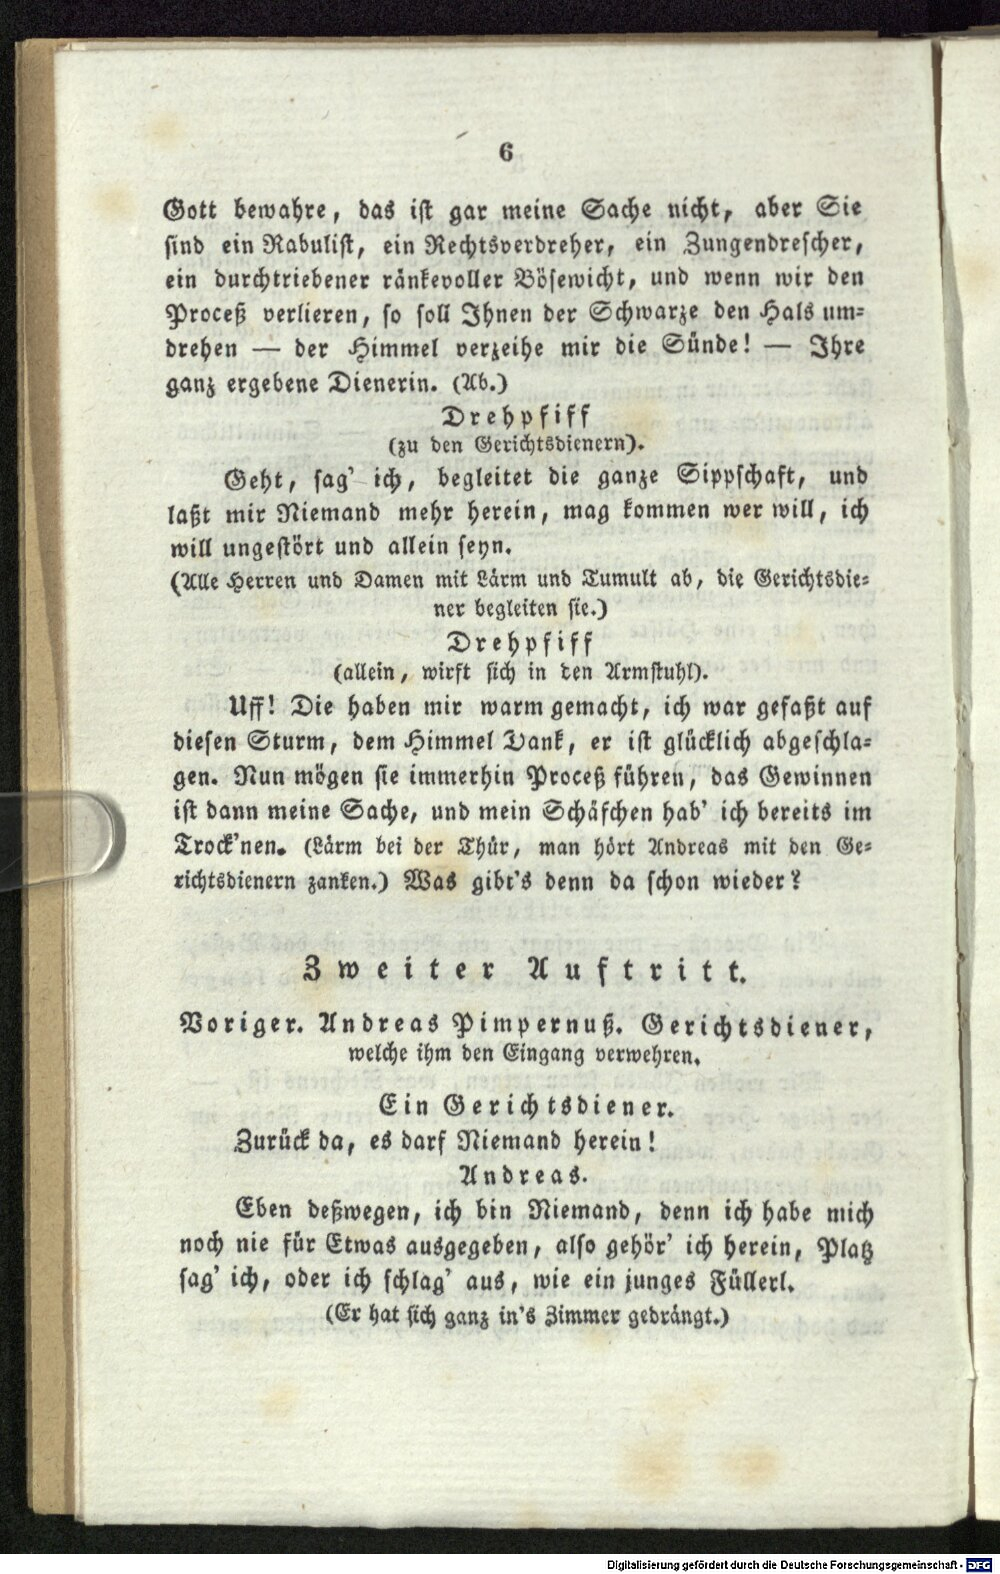 6
Gott bewahre, das ist gar meine Sache nicht, aber Sie
sind ein Rabulist, ein Rechtsverdreher, ein Zungendrescher,
ein durchtriebener ränkevoller Bösewicht, und wenn wir den
Proceß verlieren, so soll Ihnen der Schwarze den Hals um-
drehen — der Himmel verzeihe mir die Sünde! — Ihre
ganz ergebene Dienerin. (Ab.)
Drehpfiff
(zu den Gerichtsdienern).
Geht, sag' ich, begleitet die ganze Sippschaft, und
laßt mir Niemand mehr herein, mag kommen wer will, ich
will ungestört und allein seyn.
(Alle Herren und Damen mit Lärm und Tumult ab, die Gerichtsdie-
ner begleiten sie.)
Drehpfiff
(allein, wirft sich in den Armstuhl).
Uff! Die haben mir warm gemacht, ich war gefaßt auf
diesen Sturm, dem Himmel Dank, er ist glücklich abgeschla-
gen. Nun mögen sie immerhin Proceß führen, das Gewinnen
ist dann meine Sache, und mein Schäfchen hab' ich bereits im
Trock'nen. (Lärm bei der Thür, man hört Andreas mit den Ge-
richtsdienern zanken.) Was gibt's denn da schon wieder?
Zweiter Auftritt.
Voriger. Andreas Pimpernuß. Gerichtsdiener,
welche ihm den Eingang verwehren.
Ein Gerichtsdiener.
Zurück da, es darf Niemand herein!
Andreas.
Eben deßwegen, ich bin Niemand, denn ich habe mich
noch nie für Etwas ausgegeben, also gehör' ich herein, Platz
sag' ich, oder ich schlag' aus, wie ein junges Füllerl.
(Er hat sich ganz in's Zimmer gedrängt.)
Digitalisierung gefördert durch die Deutsche Forschungsgemeinschaft - DFG